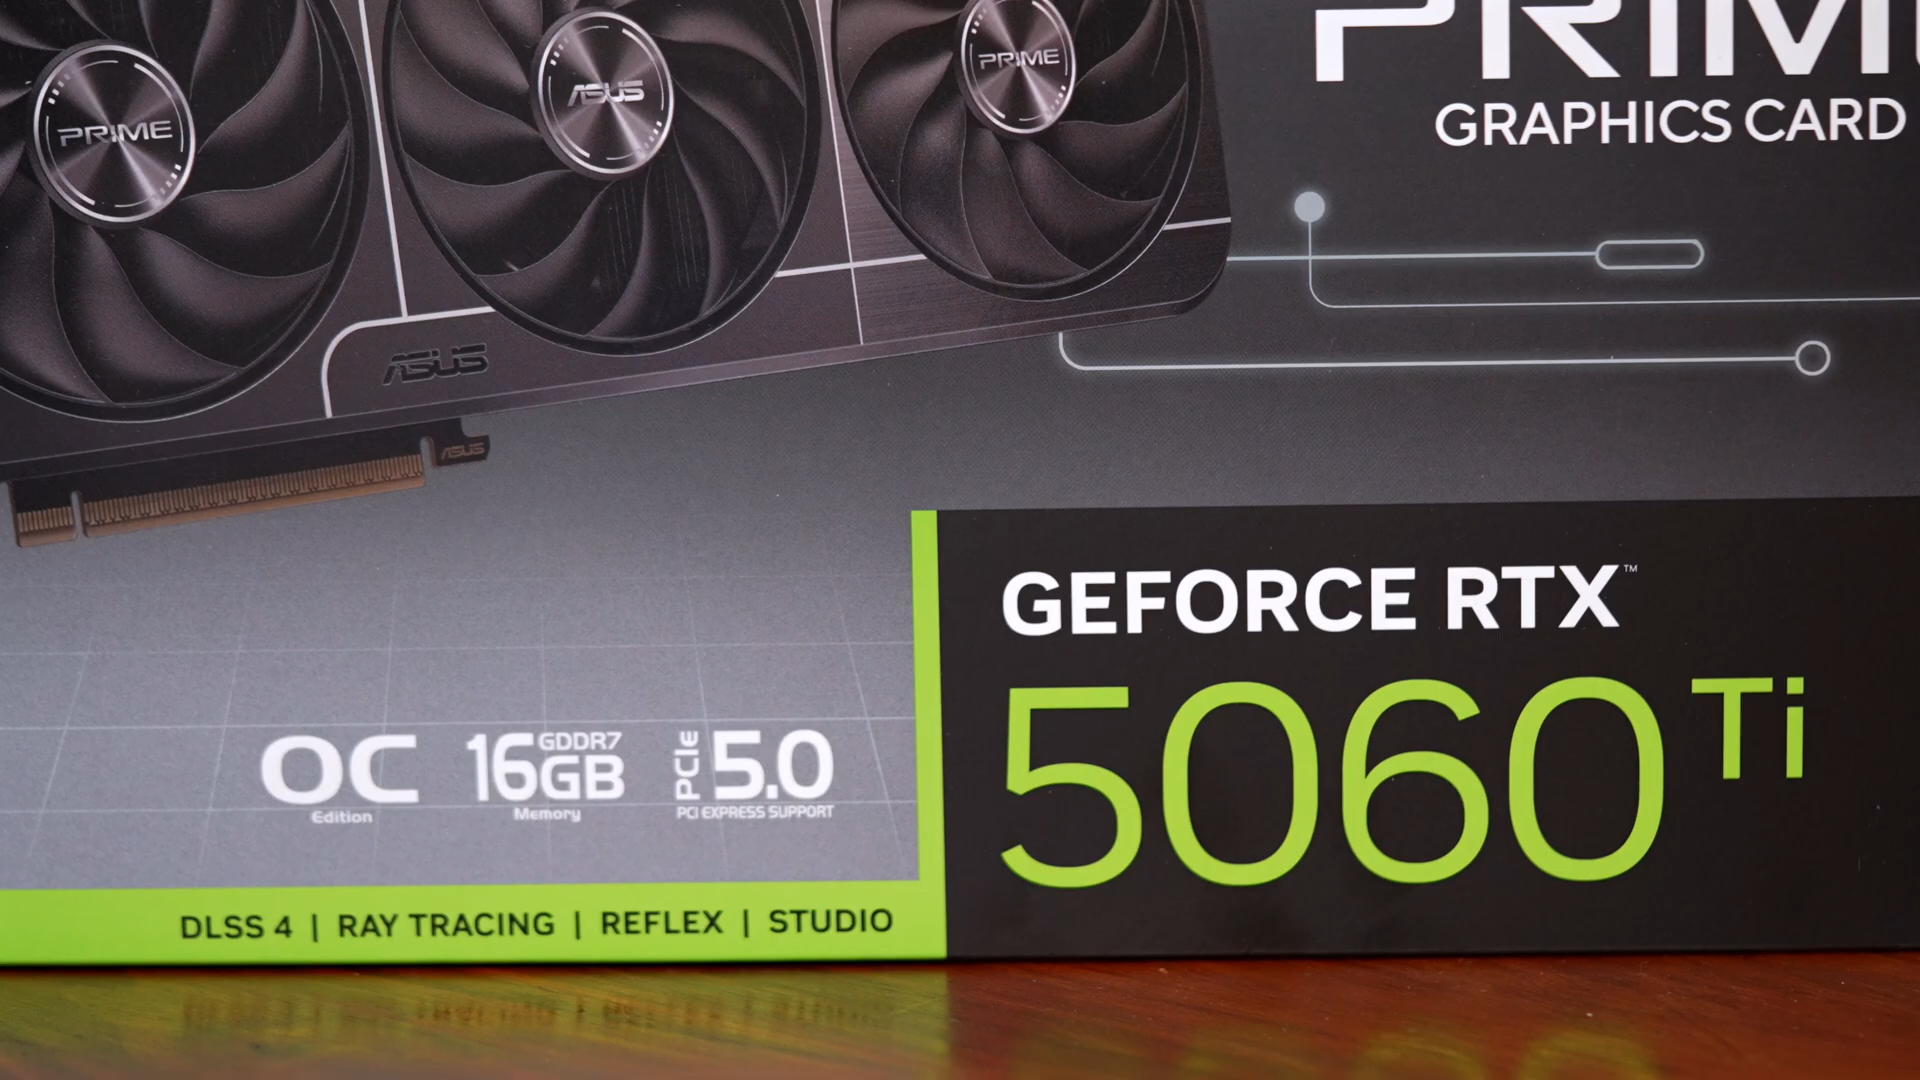 PRIME
ASUS
PRIME
PRIME
GRAPHICS CARD
ASUS
ASUS
GEFORCE RTX™
5060 Ti
OC
Edition
16GB
GDDR7
Memory
PCIe 5.0
PCI EXPRESS SUPPORT
DLSS 4 | RAY TRACING | REFLEX | STUDIO